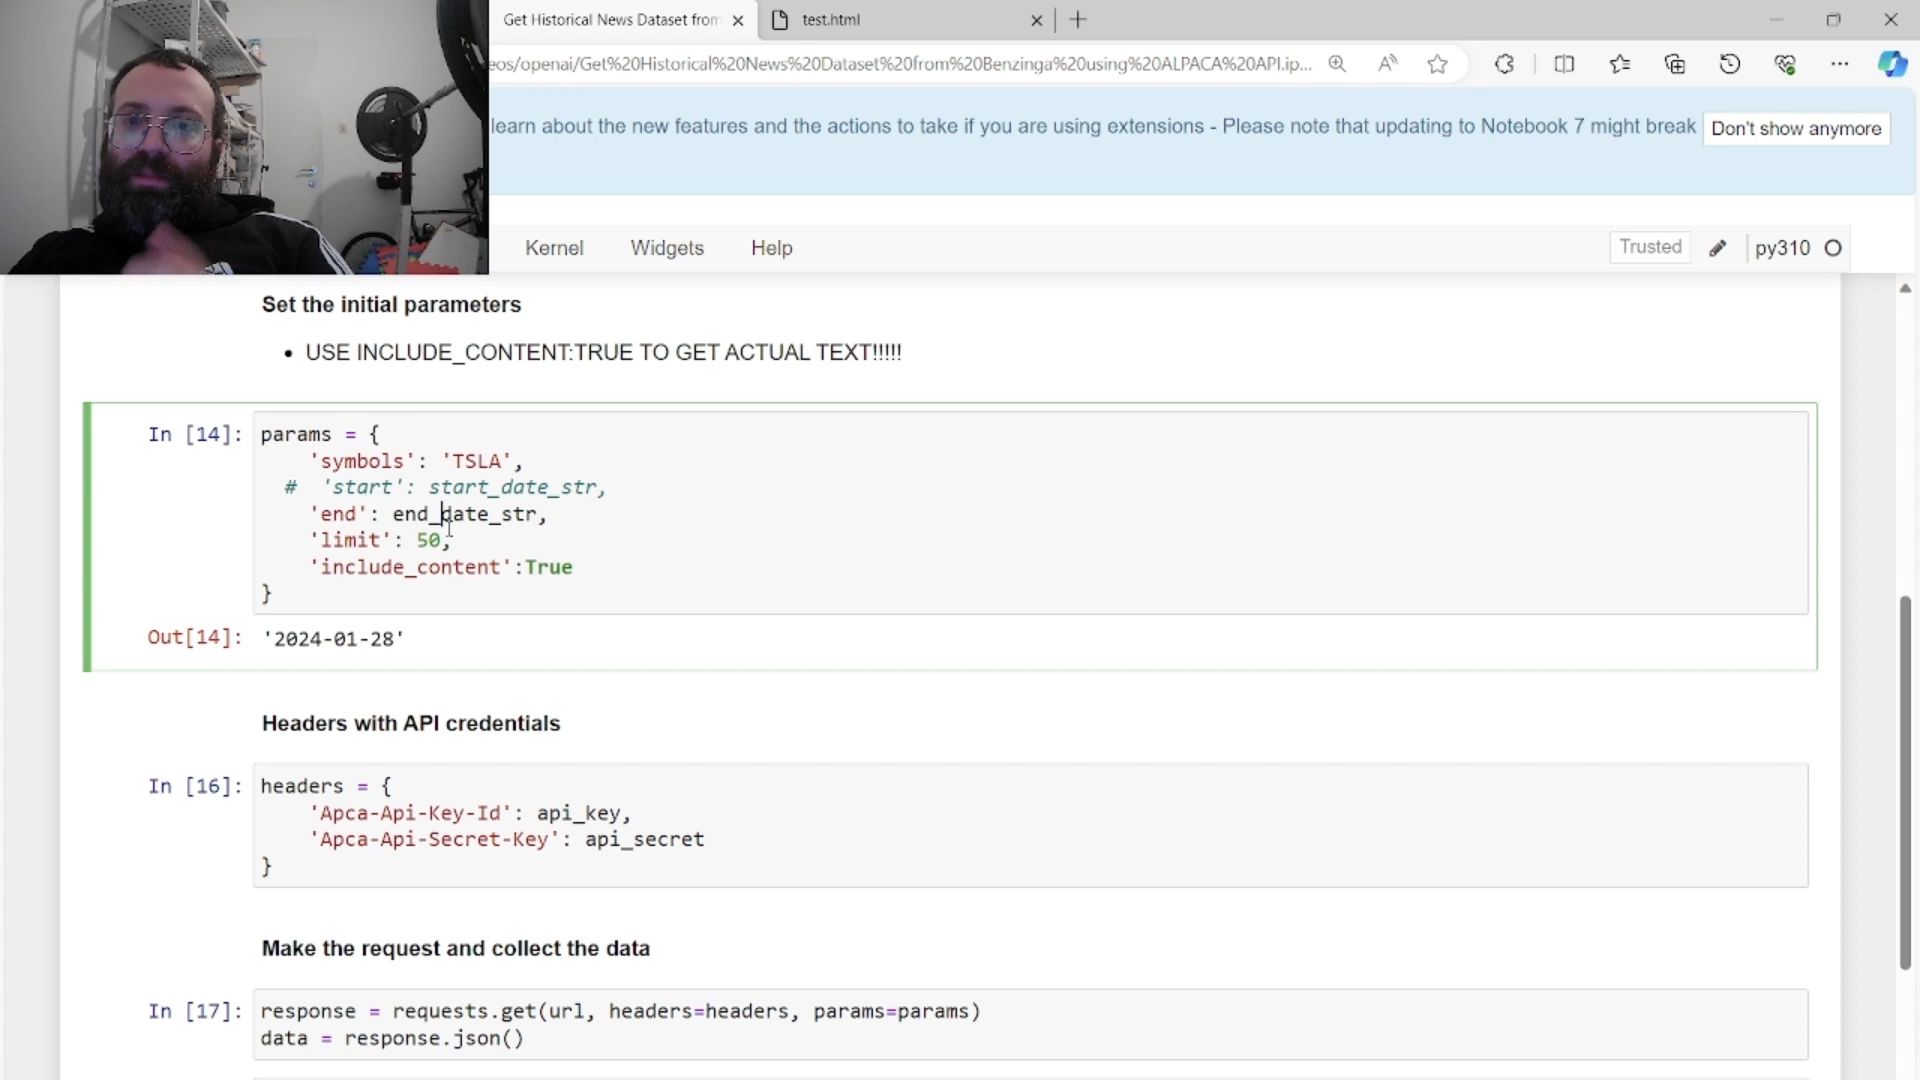 Get Historical News Dataset from
test.html
eos/openai/Get%20Historical%20News%20Dataset%20from%20Benzinga%20using%20ALPACA%20API.ip...
learn about the new features and the actions to take if you are using extensions - Please note that updating to Notebook 7 might break
Don't show anymore
Kernel Widgets Help
Trusted
py310
Set the initial parameters
• USE INCLUDE_CONTENT:TRUE TO GET ACTUAL TEXT!!!!!
In [14]: params = {
'symbols': 'TSLA',
# 'start': start_date_str,
'end': end_date_str,
'limit': 50,
'include_content':True
}
Out[14]: '2024-01-28'
Headers with API credentials
In [16]: headers = {
'Apca-Api-Key-Id': api_key,
'Apca-Api-Secret-Key': api_secret
}
Make the request and collect the data
In [17]: response = requests.get(url, headers=headers, params=params)
data = response.json()